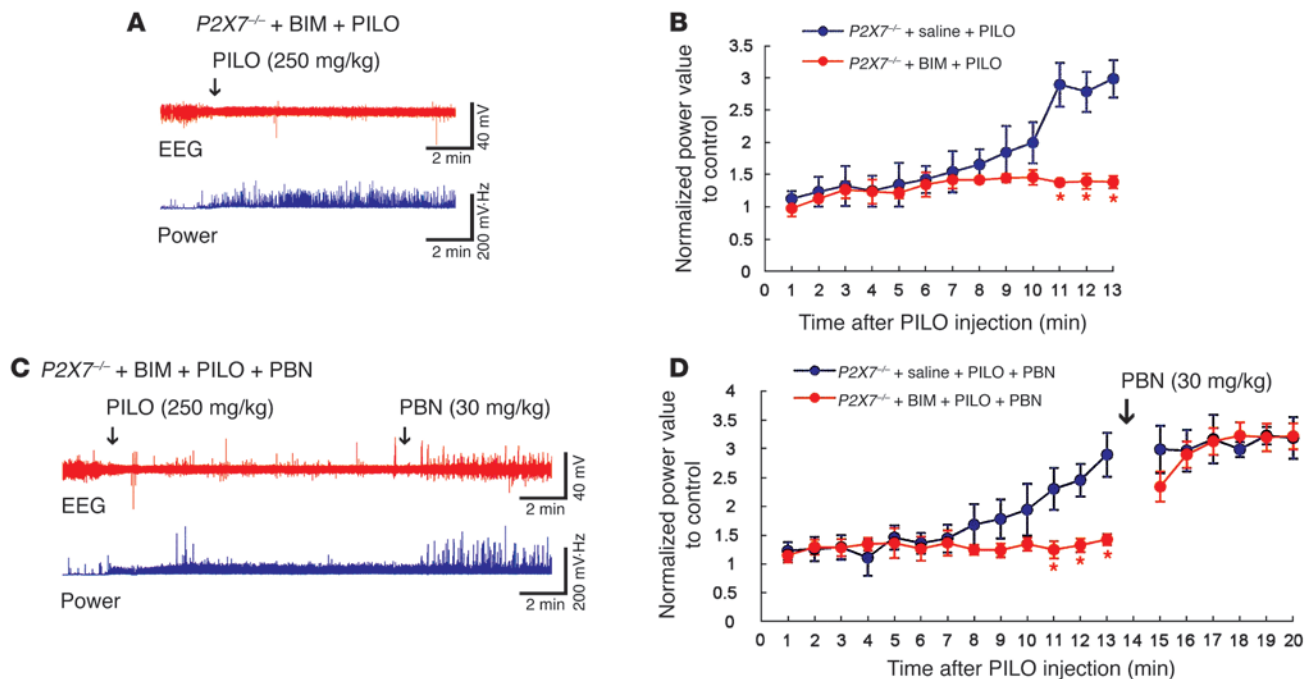 A
P2X7–/– + BIM + PILO
PILO (250 mg/kg)
EEG
40 mV
2 min
Power
200 mV·Hz
2 min
B
P2X7–/– + saline + PILO
P2X7–/– + BIM + PILO
Normalized power value
to control
3.5
3
2.5
2
1.5
1
0.5
0
0 1 2 3 4 5 6 7 8 9 10 11 12 13
* * *
Time after PILO injection (min)
C
P2X7–/– + BIM + PILO + PBN
PILO (250 mg/kg)
PBN (30 mg/kg)
EEG
40 mV
2 min
Power
200 mV·Hz
2 min
D
P2X7–/– + saline + PILO + PBN
P2X7–/– + BIM + PILO + PBN
PBN (30 mg/kg)
Normalized power value
to control
4
3.5
3
2.5
2
1.5
1
0.5
0
0 1 2 3 4 5 6 7 8 9 10 11 12 13 14 15 16 17 18 19 20
* * *
Time after PILO injection (min)